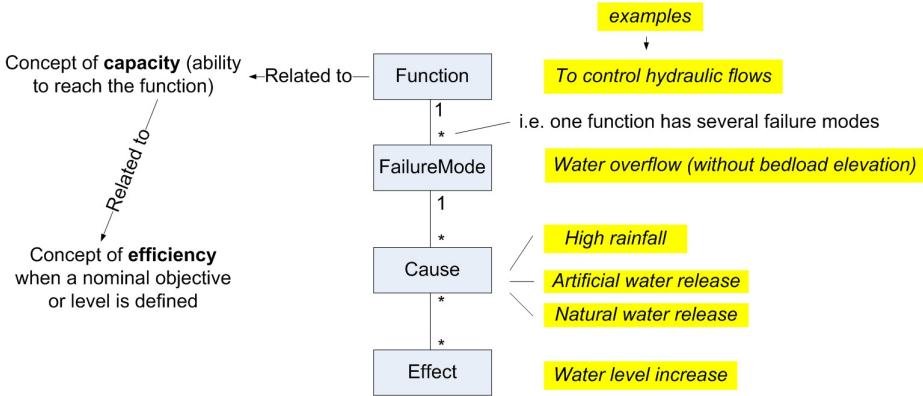 examples
Concept of capacity (ability
to reach the function)
Related to
Function
To control hydraulic flows
1
*
i.e. one function has several failure modes
Related to
FailureMode
Water overflow (without bedload elevation)
1
*
Concept of efficiency
when a nominal objective
or level is defined
Cause
High rainfall
Artificial water release
Natural water release
*
*
Effect
Water level increase